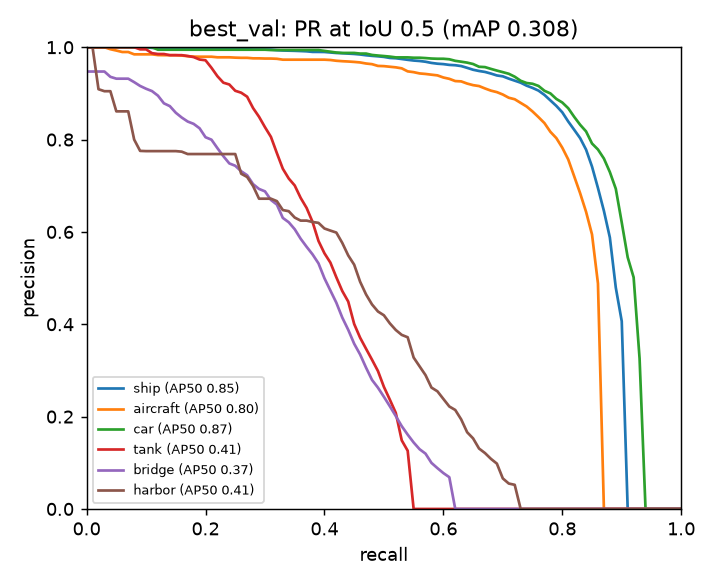 best_val: PR at IoU 0.5 (mAP 0.308)
1.0
0.8
0.6
0.4
0.2
0.0
precision
ship (AP50 0.85)
aircraft (AP50 0.80)
car (AP50 0.87)
tank (AP50 0.41)
bridge (AP50 0.37)
harbor (AP50 0.41)
0.0 0.2 0.4 0.6 0.8 1.0
recall